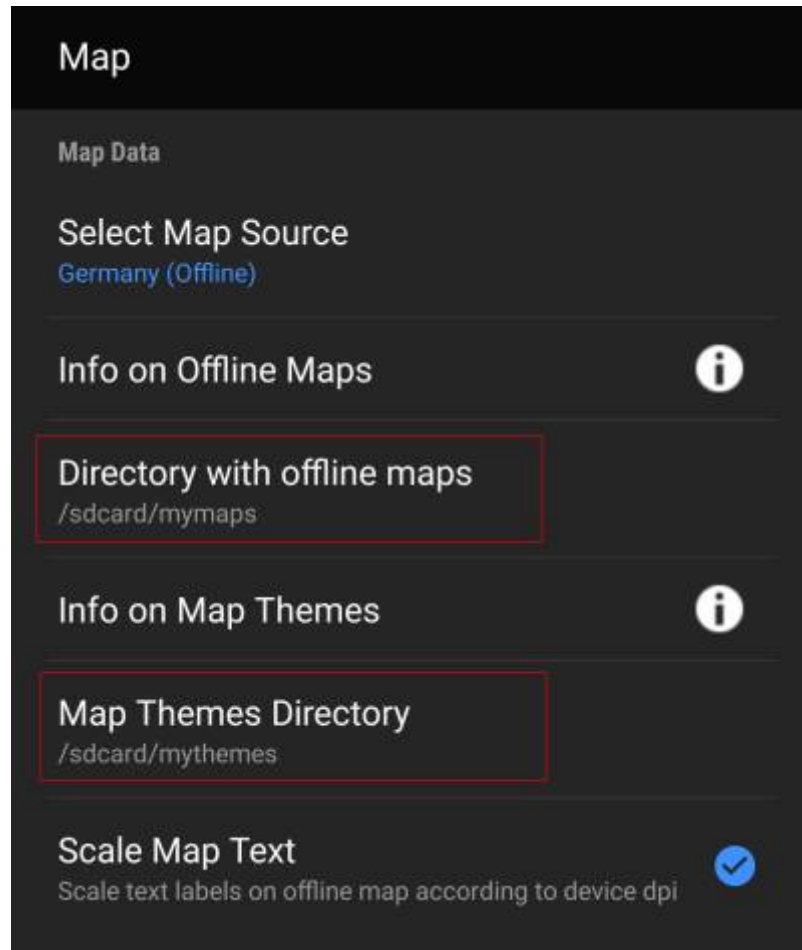 Map
Map Data
Select Map Source
Germany (Offline)
Info on Offline Maps
Directory with offline maps
/sdcard/mymaps
Info on Map Themes
Map Themes Directory
/sdcard/mythemes
Scale Map Text
Scale text labels on offline map according to device dpi